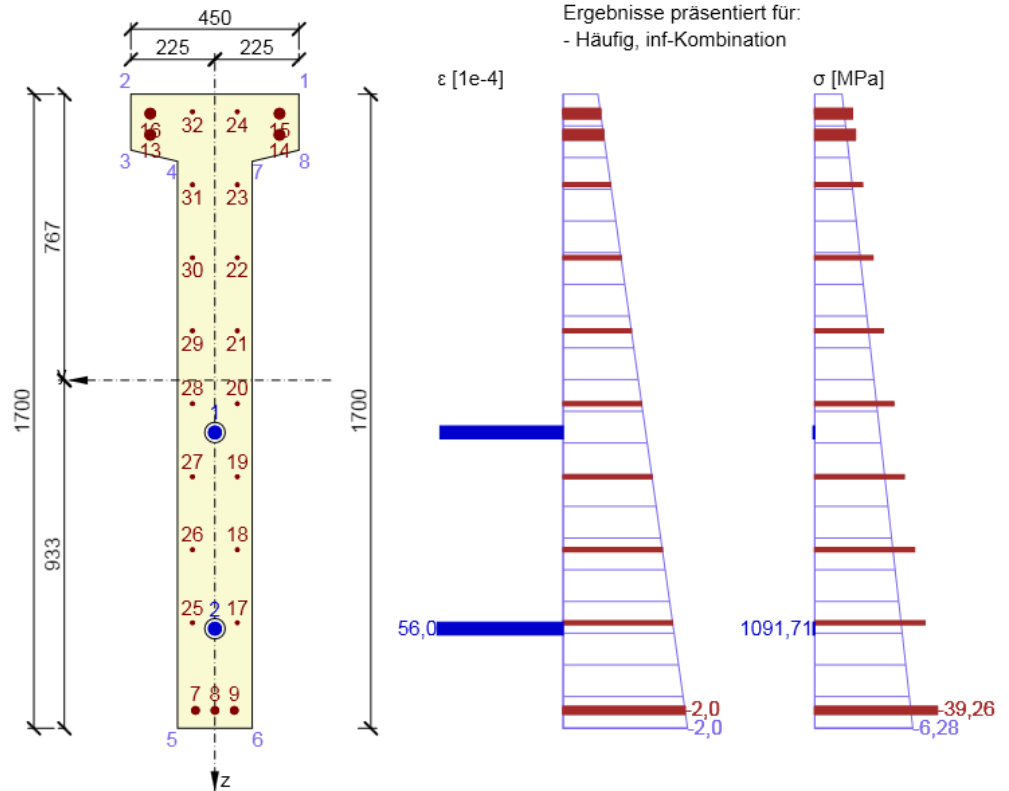 Ergebnisse präsentiert für:
- Häufig, inf-Kombination
450
225 225
ε [1e-4]
σ [MPa]
2 1
32 24
16 15
13 14
3 4 7 8
31 23
767
30 22
29 21
y
28 20
1700
1700
1
27 19
26 18
933
25 2 17
56,0
1091,71
7 8 9
-2,0
-39,26
-2,0
-6,28
5 6
z